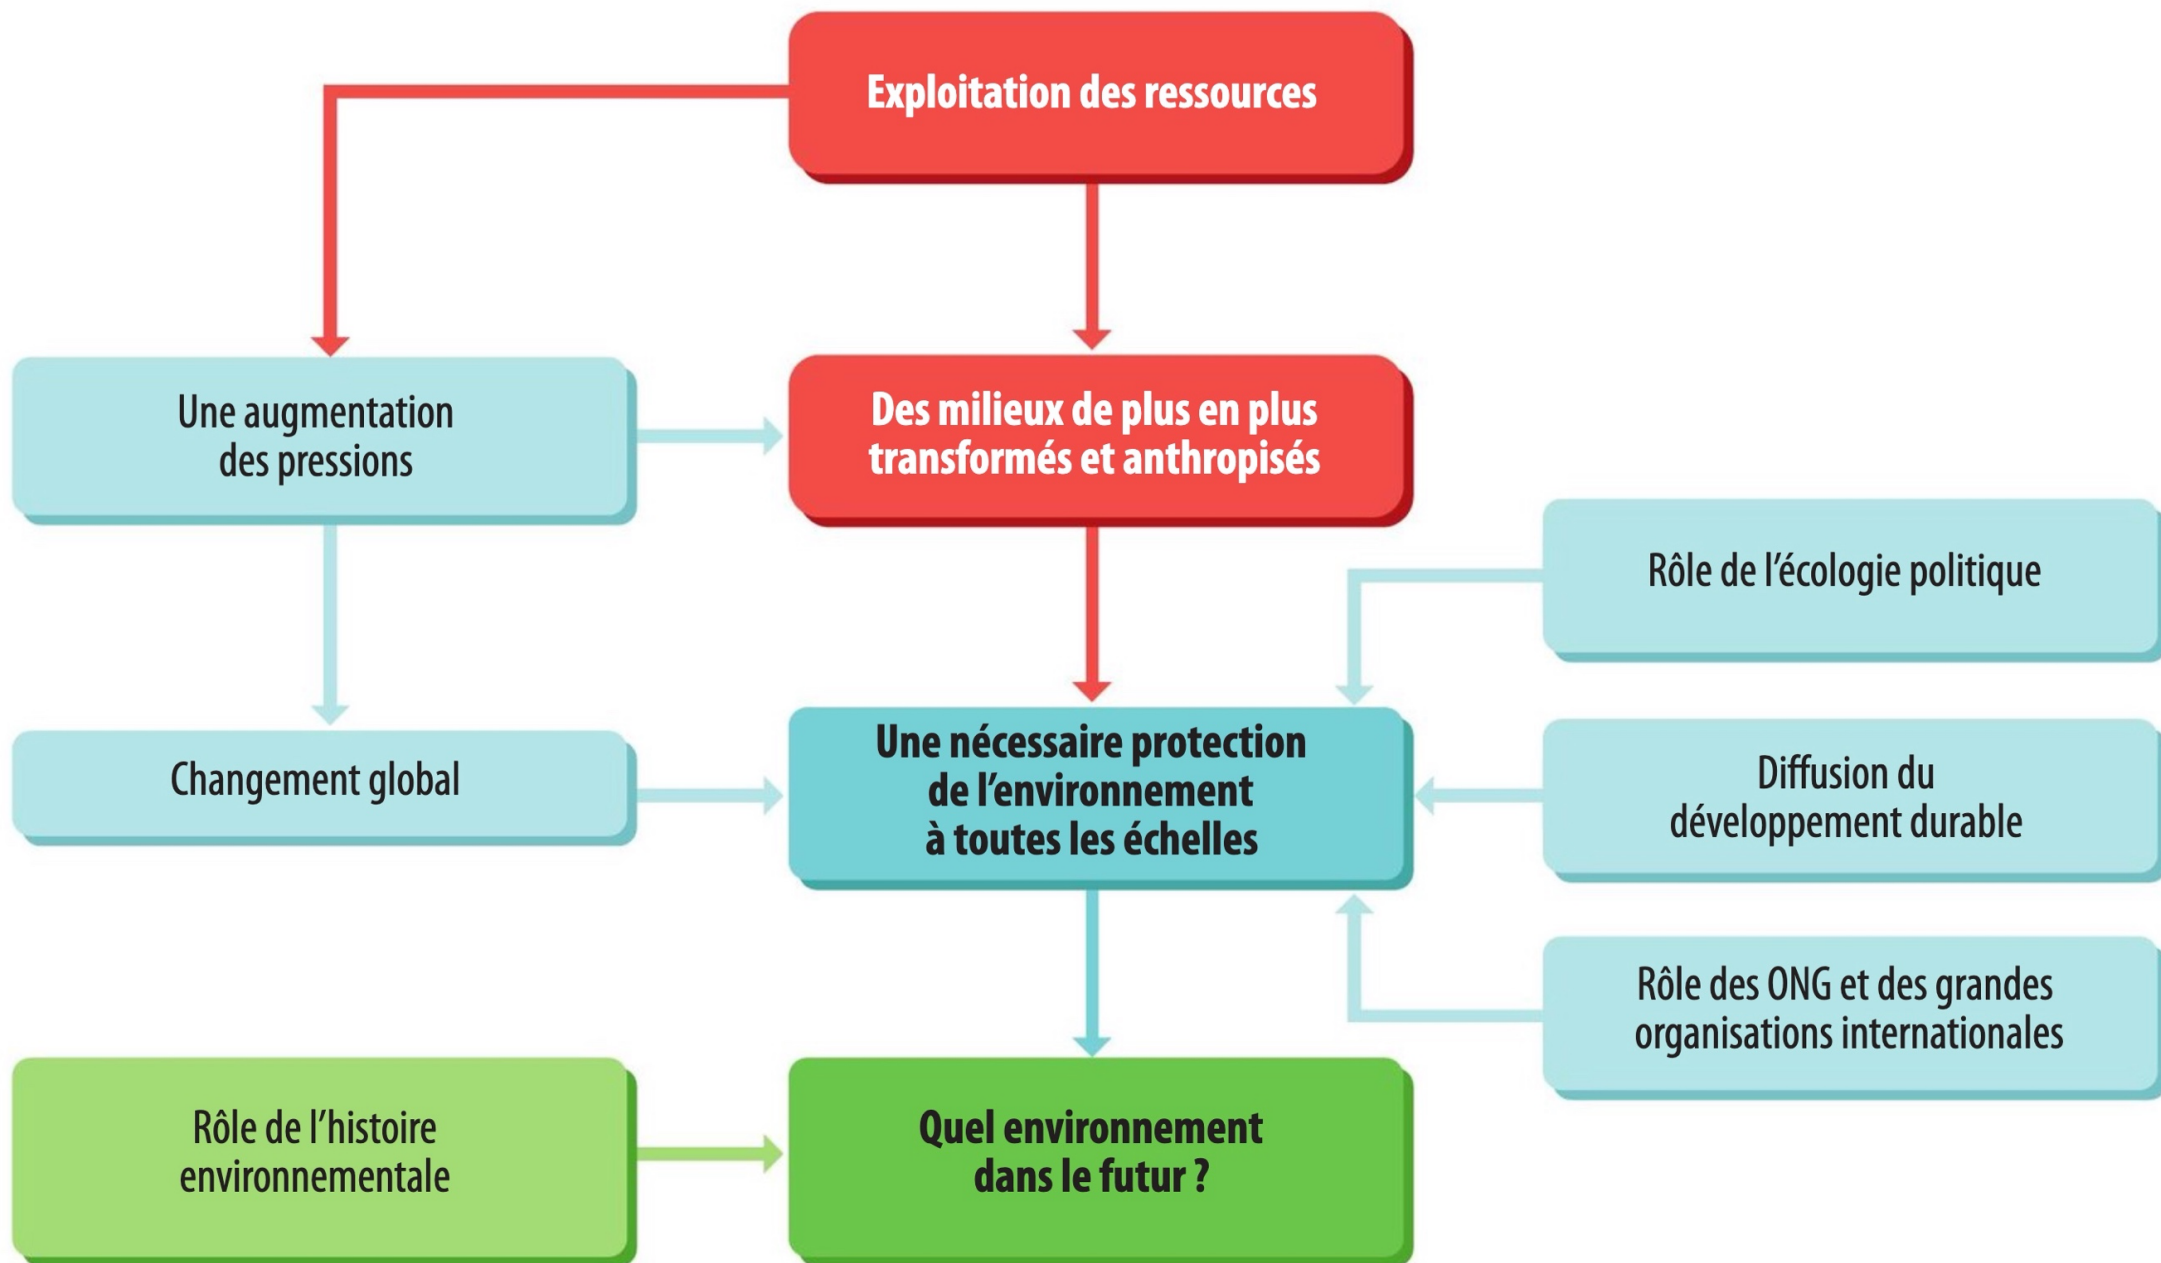 Exploitation des ressources
Une augmentation
des pressions
Des milieux de plus en plus
transformés et anthropisés
Rôle de l’écologie politique
Changement global
Une nécessaire protection
de l’environnement
à toutes les échelles
Diffusion du
développement durable
Rôle des ONG et des grandes
organisations internationales
Rôle de l’histoire
environnementale
Quel environnement
dans le futur ?